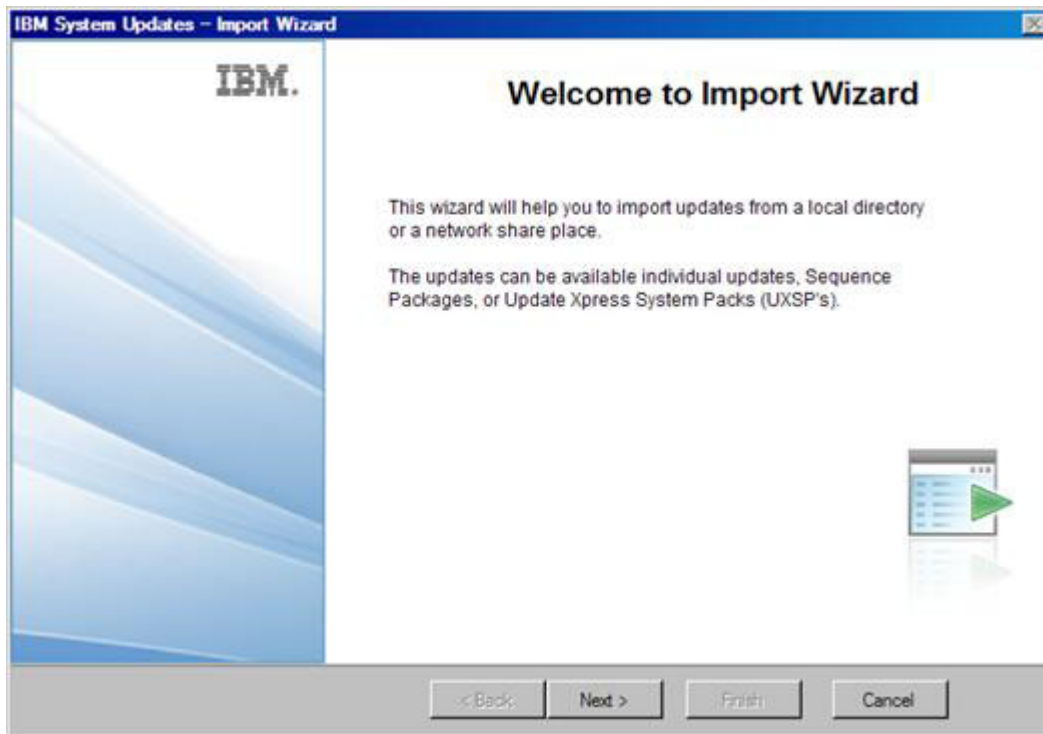 IBM System Updates – Import Wizard
IBM.
Welcome to Import Wizard
This wizard will help you to import updates from a local directory
or a network share place.
The updates can be available individual updates, Sequence
Packages, or Update Xpress System Packs (UXSP's).
< Back
Next >
Finish
Cancel